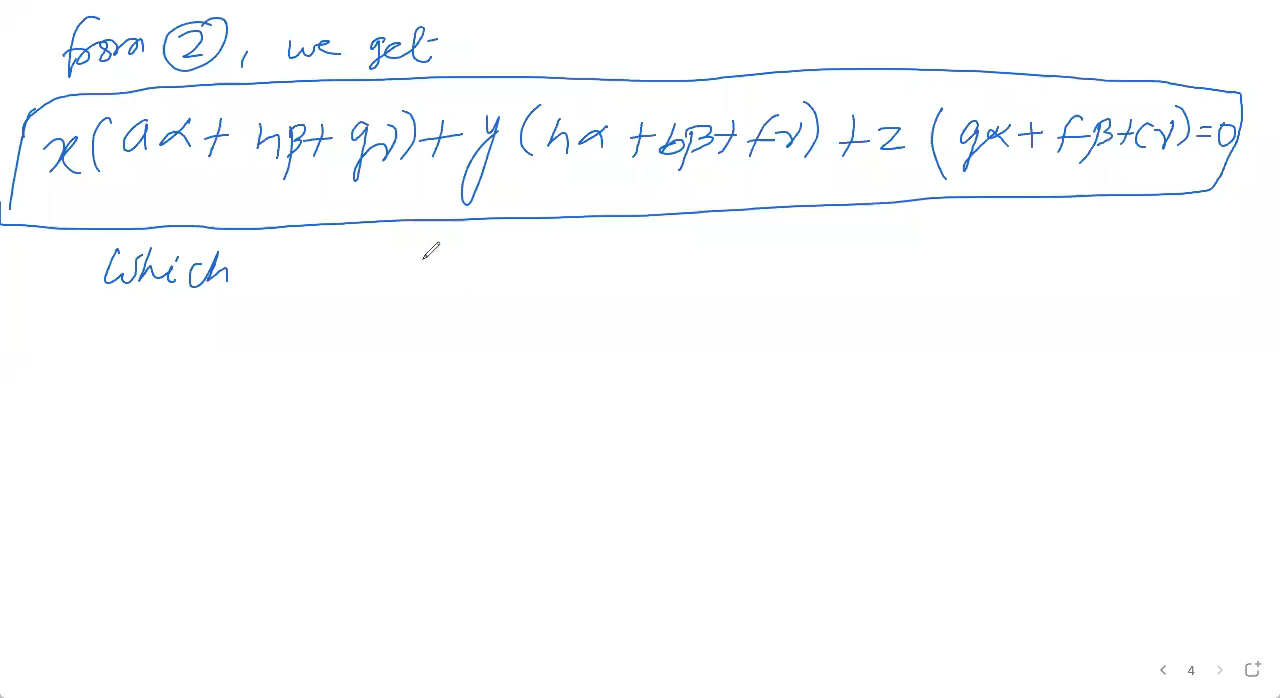 from ②, we get
x(aα + hβ + gγ) + y(hα + bβ + fγ) + z(gα + fβ + cγ) = 0
Which
4